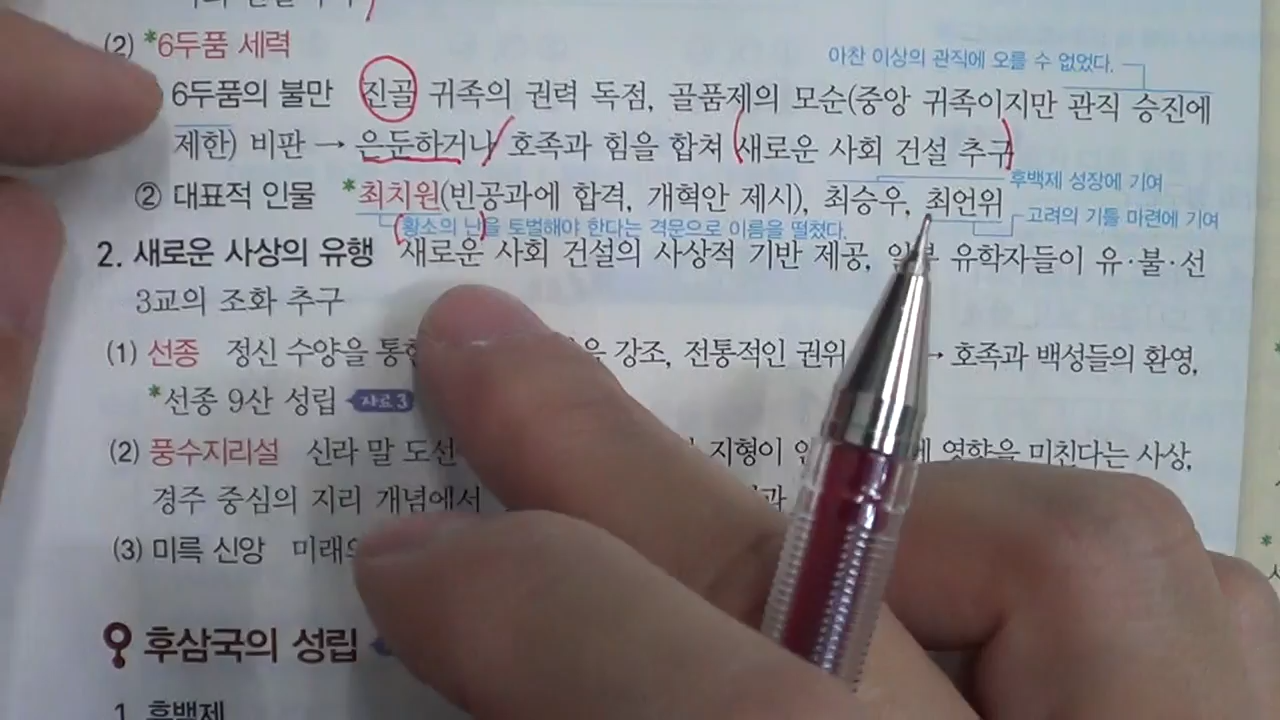 (2) *6두품 세력
아찬 이상의 관직에 오를 수 없었다.
6두품의 불만 진골 귀족의 권력 독점, 골품제의 모순(중앙 귀족이지만 관직 승진에
제한) 비판 → 은둔하거나 호족과 힘을 합쳐 새로운 사회 건설 추구
② 대표적 인물 *최치원(빈공과에 합격, 개혁안 제시), 최승우, 최언위
후백제 성장에 기여
황소의 난을 토벌해야 한다는 격문으로 이름을 떨쳤다.
고려의 기틀 마련에 기여
2. 새로운 사상의 유행 새로운 사회 건설의 사상적 기반 제공, 유학자들이 유·불·선
3교의 조화 추구
(1) 선종 정신 수양을 강조, 전통적인 권위 → 호족과 백성들의 환영,
*선종 9산 성립 자료 3
(2) 풍수지리설 신라 말 도선 지형이 영향을 미친다는 사상,
경주 중심의 지리 개념에서
(3) 미륵 신앙
후삼국의 성립
1. 후백제